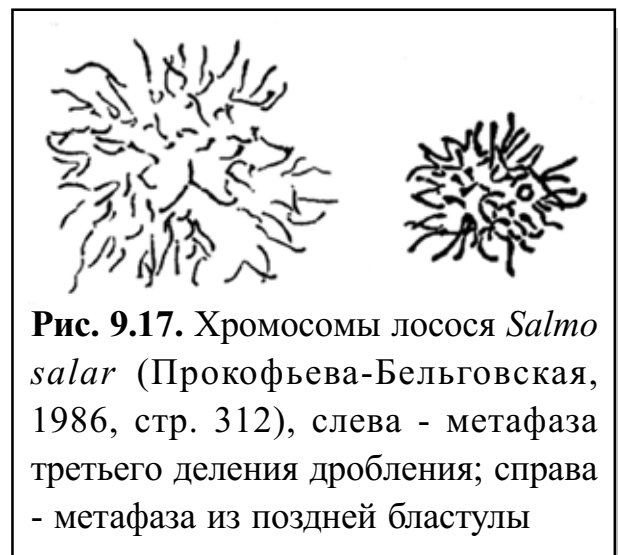 Рис. 9.17. Хромосомы лосося Salmo
salar (Прокофьева-Бельговская,
1986, стр. 312), слева - метафаза
третьего деления дробления; справа
- метафаза из поздней бластулы